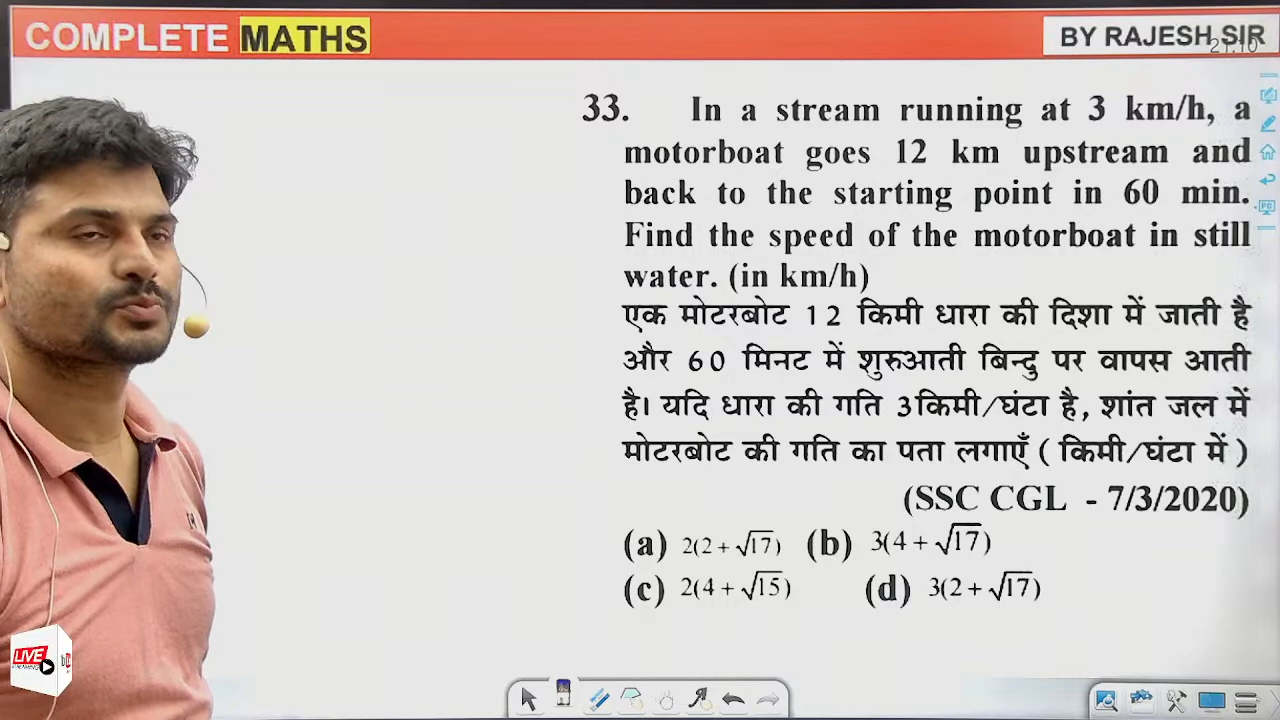 COMPLETE MATHS
BY RAJESH SIR
21:10
33. In a stream running at 3 km/h, a
motorboat goes 12 km upstream and
back to the starting point in 60 min.
Find the speed of the motorboat in still
water. (in km/h)
एक मोटरबोट 12 किमी धारा की दिशा में जाती है
और 60 मिनट में शुरुआती बिन्दु पर वापस आती
है। यदि धारा की गति 3किमी/घंटा है, शांत जल में
मोटरबोट की गति का पता लगाएँ ( किमी/घंटा में )
(SSC CGL - 7/3/2020)
(a) 2(2 + √17) (b) 3(4 + √17)
(c) 2(4 + √15) (d) 3(2 + √17)
LIVE